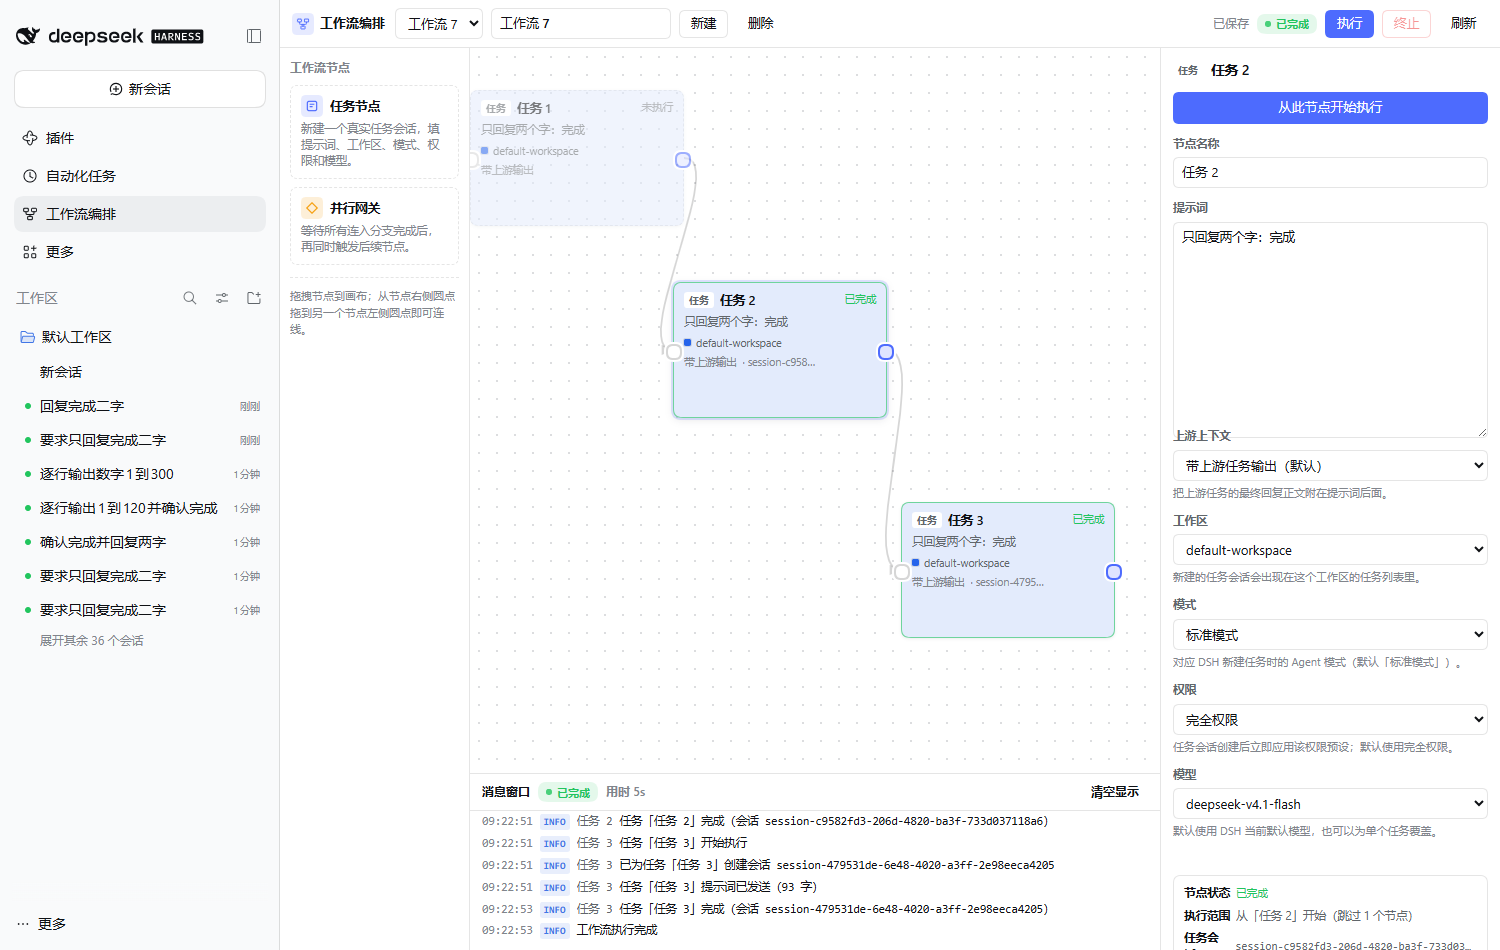 deepseek HARNESS
新会话
插件
自动化任务
工作流编排
更多
工作区
默认工作区
新会话
回复完成二字 刚刚
要求只回复完成二字 刚刚
逐行输出数字1到300 1分钟
逐行输出1到120并确认完成 1分钟
确认完成并回复两字 1分钟
要求只回复完成二字 1分钟
要求只回复完成二字 1分钟
展开其余 36 个会话
··· 更多
工作流编排 工作流 7 工作流 7 新建 删除 已保存 已完成 执行 终止 刷新
工作流节点
任务节点
新建一个真实任务会话，填
提示词、工作区、模式、权
限和模型。
并行网关
等待所有连入分支完成后，
再同时触发后续节点。
拖拽节点到画布；从节点右侧圆点
拖到另一个节点左侧圆点即可连
线。
任务 任务 1 未执行
只回复两个字：完成
default-workspace
带上游输出
任务 任务 2 已完成
只回复两个字：完成
default-workspace
带上游输出 · session-c958...
任务 任务 3 已完成
只回复两个字：完成
default-workspace
带上游输出 · session-4795...
消息窗口 已完成 用时 5s 清空显示
09:22:51 INFO 任务 2 任务「任务 2」完成（会话 session-c9582fd3-206d-4820-ba3f-733d037118a6）
09:22:51 INFO 任务 3 任务「任务 3」开始执行
09:22:51 INFO 任务 3 已为任务「任务 3」创建会话 session-479531de-6e48-4020-a3ff-2e98eeca4205
09:22:51 INFO 任务 3 任务「任务 3」提示词已发送（93 字）
09:22:53 INFO 任务 3 任务「任务 3」完成（会话 session-479531de-6e48-4020-a3ff-2e98eeca4205）
09:22:53 INFO 工作流执行完成
任务 任务 2
从此节点开始执行
节点名称
任务 2
提示词
只回复两个字：完成
上游上下文
带上游任务输出（默认）
把上游任务的最终回复正文附在提示词后面。
工作区
default-workspace
新建的任务会话会出现在这个工作区的任务列表里。
模式
标准模式
对应 DSH 新建任务时的 Agent 模式（默认「标准模式」）。
权限
完全权限
任务会话创建后立即应用该权限预设；默认使用完全权限。
模型
deepseek-v4.1-flash
默认使用 DSH 当前默认模型，也可以为单个任务覆盖。
节点状态 已完成
执行范围 从「任务 2」开始（跳过 1 个节点）
任务会 session-c9582fd3-206d-4820-ba3f-733d03...